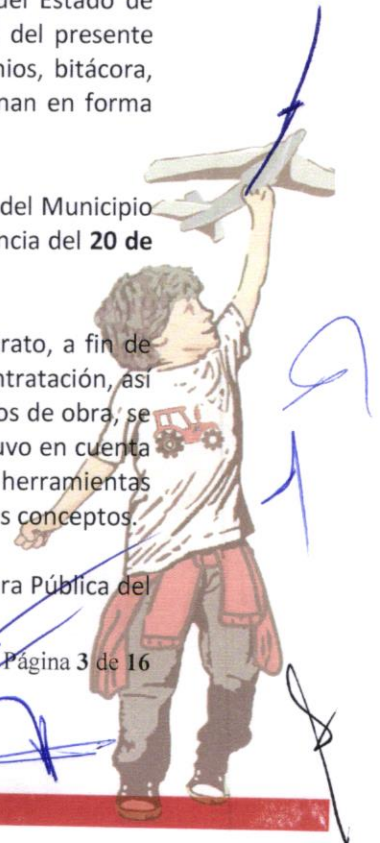 del Estado de
del presente
nios, bitácora,
nan en forma
del Municipio
ncia del 20 de
rato, a fin de
ntratación, así
os de obra, se
uvo en cuenta
herramientas
s conceptos.
ra Pública del
Página 3 de 16